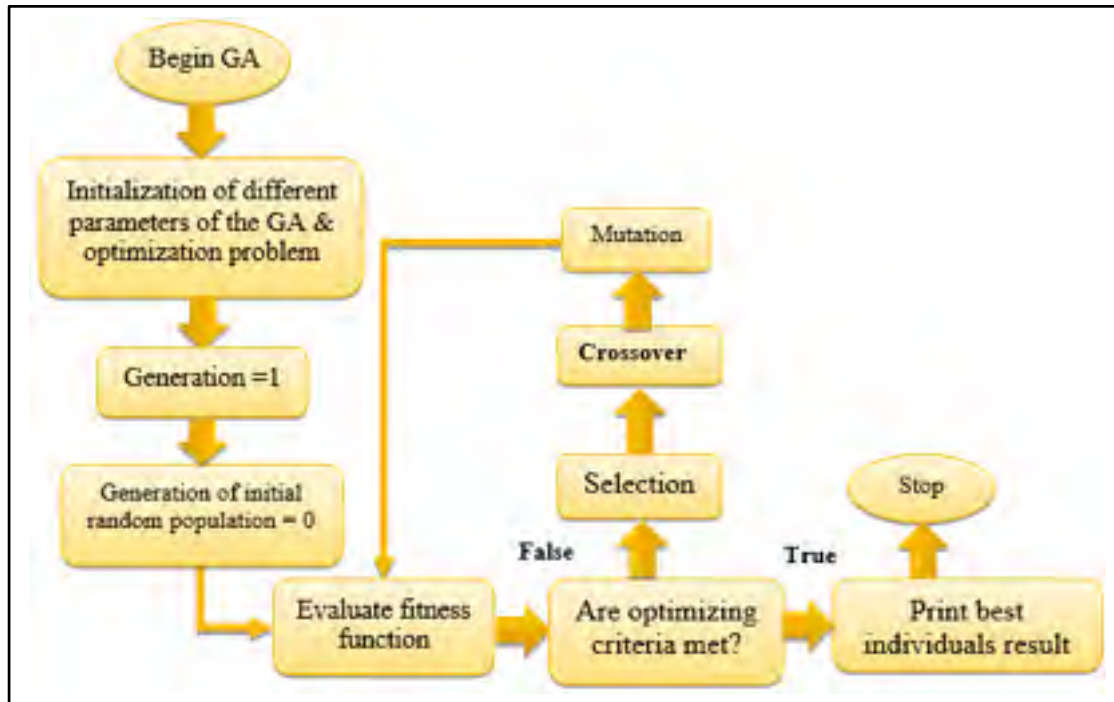 Begin GA
Initialization of different
parameters of the GA &
optimization problem
Generation =1
Generation of initial
random population = 0
Evaluate fitness
function
Are optimizing
criteria met?
False
Selection
Crossover
Mutation
True
Print best
individuals result
Stop